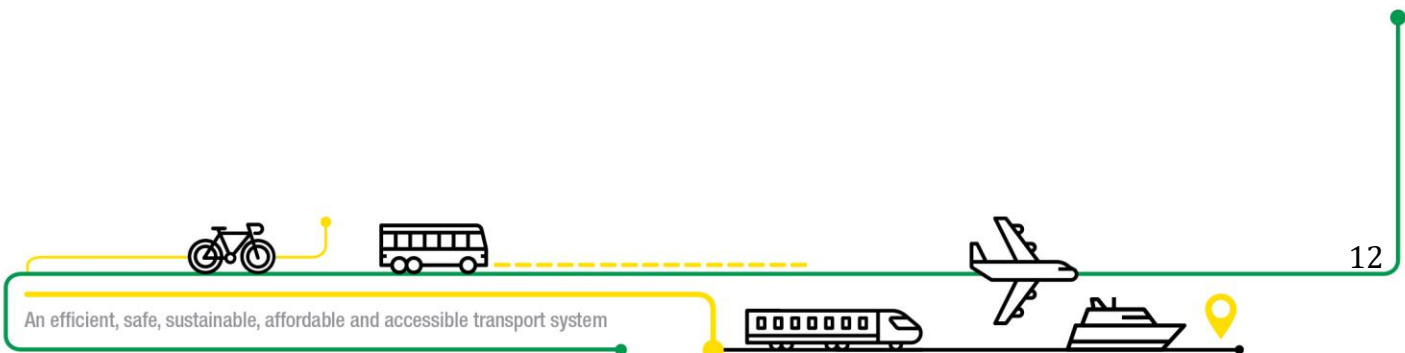 12
An efficient, safe, sustainable, affordable and accessible transport system